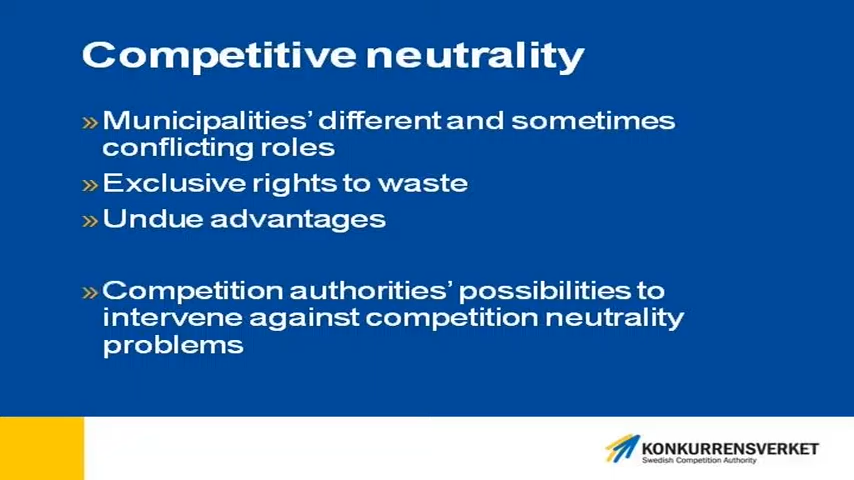 Competitive neutrality
» Municipalities’ different and sometimes
conflicting roles
» Exclusive rights to waste
» Undue advantages
» Competition authorities’ possibilities to
intervene against competition neutrality
problems
KONKURRENSVERKET
Swedish Competition Authority